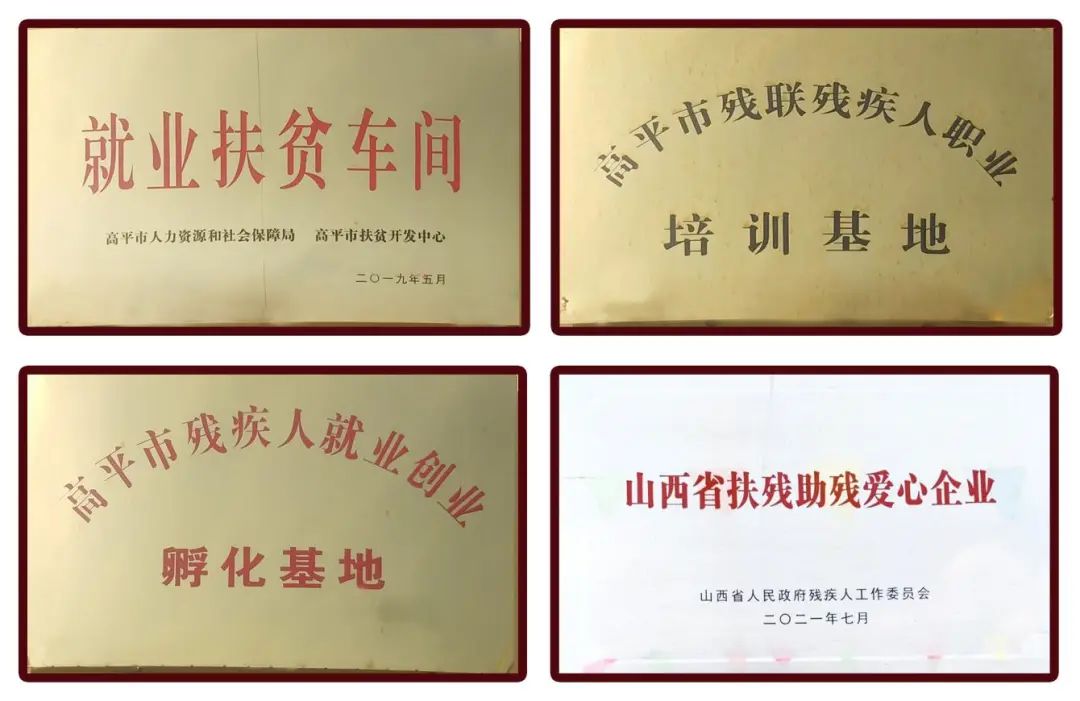 就业扶贫车间
高平市人力资源和社会保障局 高平市扶贫开发中心
二〇一九年五月
高平市残联残疾人职业
培训基地
高平市残疾人就业创业
孵化基地
山西省扶残助残爱心企业
山西省人民政府残疾人工作委员会
二〇二一年七月